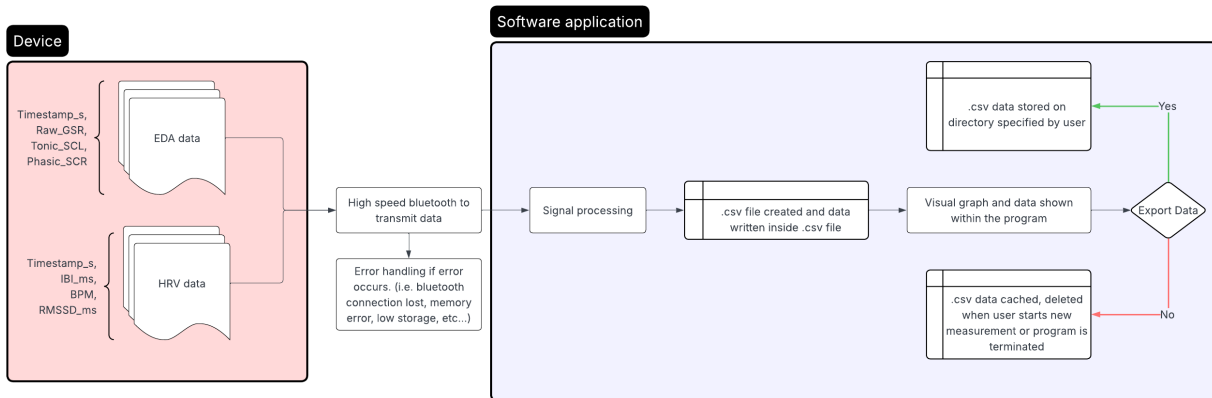 Software application
Device
Timestamp_s,
Raw_GSR,
Tonic_SCL,
Phasic_SCR
EDA data
Timestamp_s,
IBI_ms,
BPM,
RMSSD_ms
HRV data
High speed bluetooth to
transmit data
Error handling if error
occurs. (i.e. bluetooth
connection lost, memory
error, low storage, etc...)
Signal processing
.csv file created and data
written inside .csv file
Visual graph and data shown
within the program
Export Data
Yes
.csv data stored on
directory specified by user
No
.csv data cached, deleted
when user starts new
measurement or program is
terminated